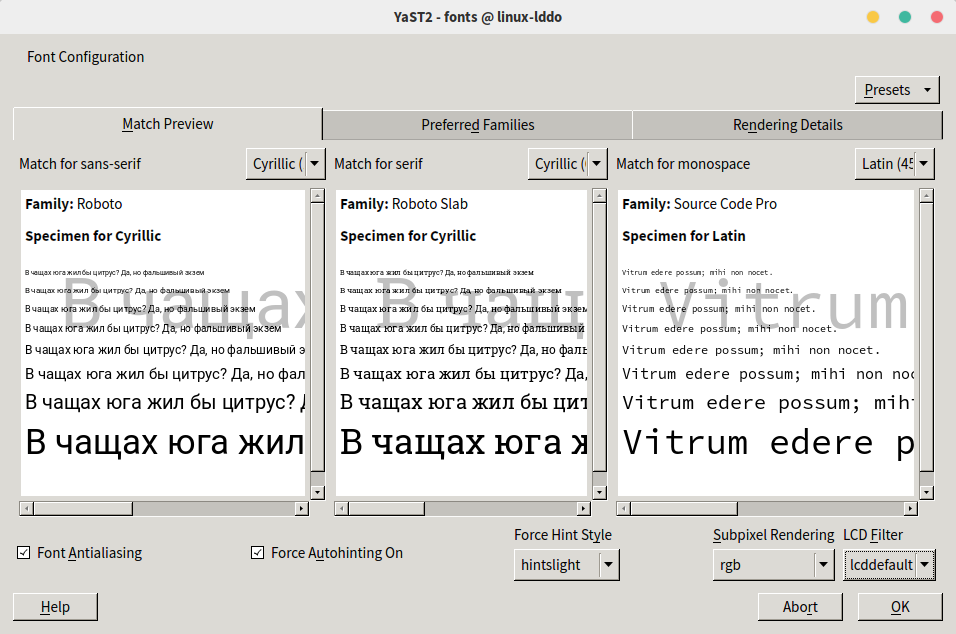 YaST2 - fonts @ linux-lddo
Font Configuration
Presets
Match Preview
Preferred Families
Rendering Details
Match for sans-serif
Cyrillic (
Match for serif
Cyrillic (
Match for monospace
Latin (45
Family: Roboto
Specimen for Cyrillic
В чащах
В чащах юга жил бы цитрус? Да, но фальшивый экзем
В чащах юга жил бы цитрус? Да, но фальшивый экзем
В чащах юга жил бы цитрус? Да, но фальшивый экзем
В чащах юга жил бы цитрус? Да, но фальшивый экзем
В чащах юга жил бы цитрус? Да, но фальшивый э
В чащах юга жил бы цитрус? Да, но фал
В чащах юга жил бы цитрус?
В чащах юга жил
Family: Roboto Slab
Specimen for Cyrillic
В чащ
В чащах юга жил бы цитрус? Да, но фальшивый экзем
В чащах юга жил бы цитрус? Да, но фальшивый экзем
В чащах юга жил бы цитрус? Да, но фальшивый экзем
В чащах юга жил бы цитрус? Да, но фальшивый
В чащах юга жил бы цитрус? Да, но фаль
В чащах юга жил бы цитрус? Да,
В чащах юга жил бы цит
В чащах юга ж
Family: Source Code Pro
Specimen for Latin
Vitrum
Vitrum edere possum; mihi non nocet.
Vitrum edere possum; mihi non nocet.
Vitrum edere possum; mihi non nocet.
Vitrum edere possum; mihi non nocet.
Vitrum edere possum; mihi non nocet.
Vitrum edere possum; mihi non noc
Vitrum edere possum; mih
Vitrum edere p
Font Antialiasing
Force Autohinting On
Force Hint Style
hintslight
Subpixel Rendering
rgb
LCD Filter
lcddefault
Help
Abort
OK